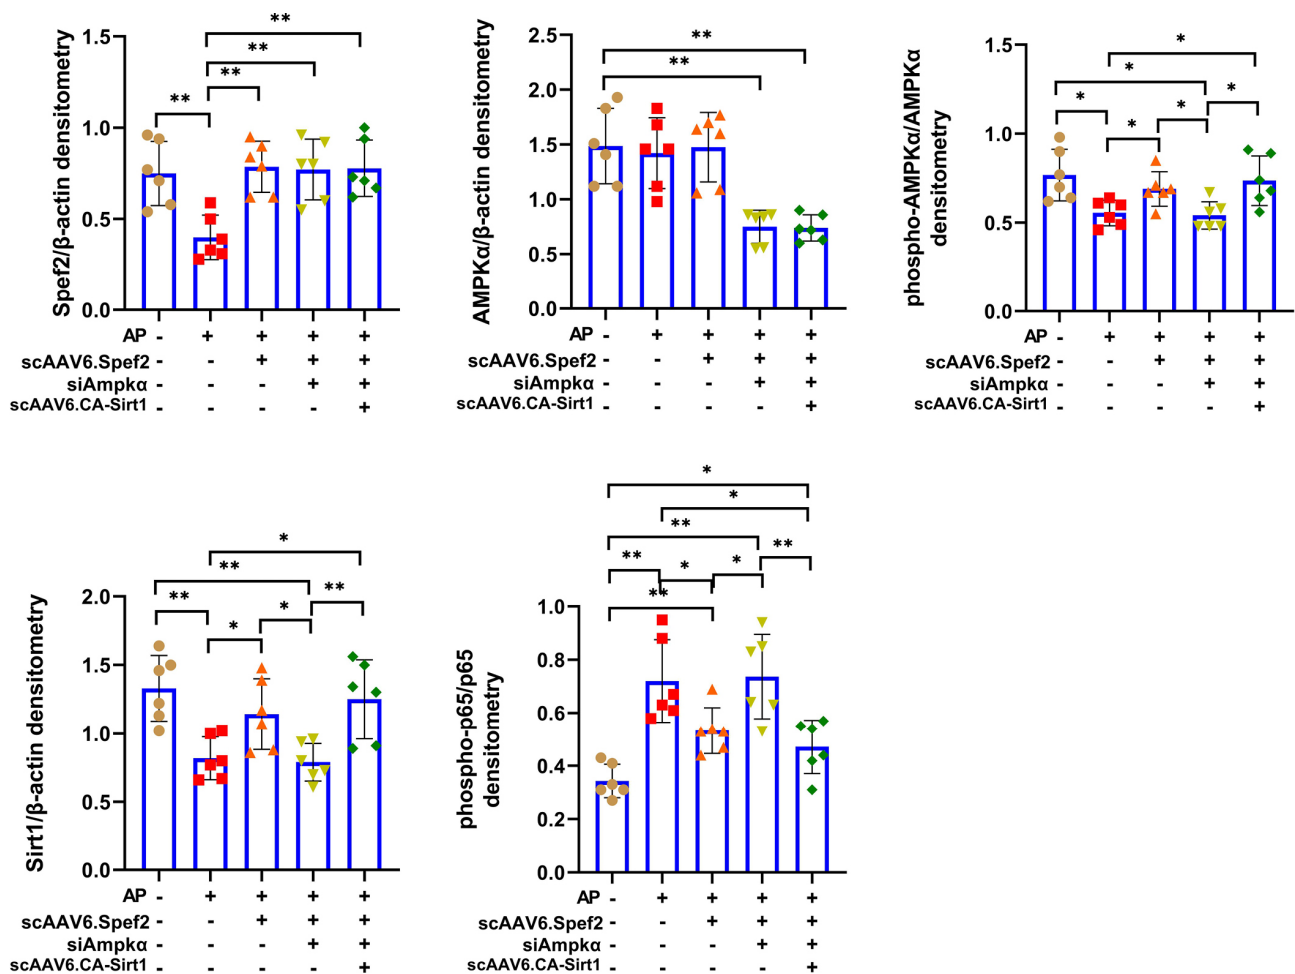 Spef2/β-actin densitometry
1.5
1.0
0.5
0.0
**
**
**
**
AP - + + + +
scAAV6.Spef2 - - + + +
siAmpkα - - - + +
scAAV6.CA-Sirt1 - - - - +
AMPKα/β-actin densitometry
2.5
2.0
1.5
1.0
0.5
0.0
**
**
AP - + + + +
scAAV6.Spef2 - - + + +
siAmpkα - - - + +
scAAV6.CA-Sirt1 - - - - +
phospho-AMPKα/AMPKα
densitometry
1.5
1.0
0.5
0.0
*
*
*
*
*
*
AP - + + + +
scAAV6.Spef2 - - + + +
siAmpkα - - - + +
scAAV6.CA-Sirt1 - - - - +
Sirt1/β-actin densitometry
2.0
1.5
1.0
0.5
0.0
*
**
**
**
*
*
AP - + + + +
scAAV6.Spef2 - - + + +
siAmpkα - - - + +
scAAV6.CA-Sirt1 - - - - +
phospho-p65/p65
densitometry
1.0
0.8
0.6
0.4
0.2
0.0
*
*
**
**
**
*
*
**
AP - + + + +
scAAV6.Spef2 - - + + +
siAmpkα - - - + +
scAAV6.CA-Sirt1 - - - - +